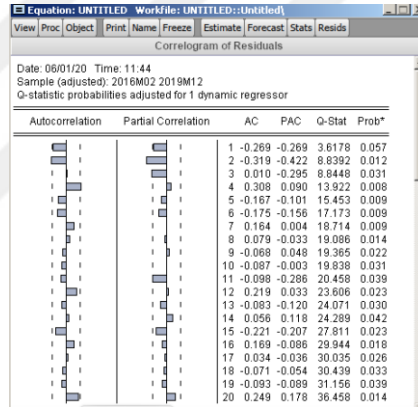 Equation: UNTITLED Workfile: UNTITLED::Untitled\
View Proc Object Print Name Freeze Estimate Forecast Stats Resids
Correlogram of Residuals
Date: 06/01/20 Time: 11:44
Sample (adjusted): 2016M02 2019M12
Q-statistic probabilities adjusted for 1 dynamic regressor
Autocorrelation Partial Correlation AC PAC Q-Stat Prob*
1 -0.269 -0.269 3.6178 0.057
2 -0.319 -0.422 8.8392 0.012
3 0.010 -0.295 8.8448 0.031
4 0.308 0.090 13.922 0.008
5 -0.167 -0.101 15.453 0.009
6 -0.175 -0.156 17.173 0.009
7 0.164 0.004 18.714 0.009
8 0.079 -0.033 19.086 0.014
9 -0.068 0.048 19.365 0.022
10 -0.087 -0.003 19.838 0.031
11 -0.098 -0.286 20.458 0.039
12 0.219 0.033 23.606 0.023
13 -0.083 -0.120 24.071 0.030
14 0.056 0.118 24.289 0.042
15 -0.221 -0.207 27.811 0.023
16 0.169 -0.086 29.944 0.018
17 0.034 -0.036 30.035 0.026
18 -0.071 -0.054 30.439 0.033
19 -0.093 -0.089 31.156 0.039
20 0.249 0.178 36.458 0.014